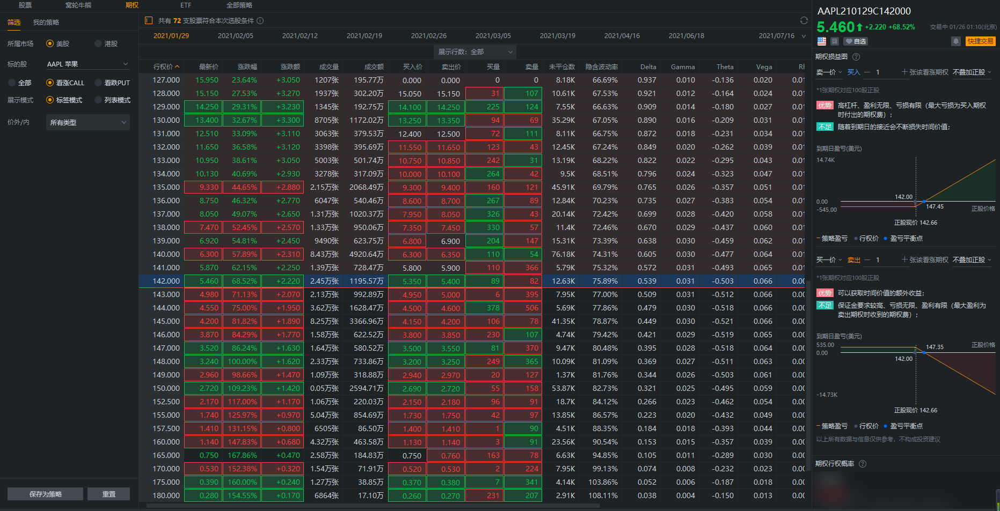 股票 窝轮牛熊 期权 ETF 全部策略
筛选 我的策略
所属市场 美股 港股
标的股 AAPL 苹果
全部 看涨CALL 看跌PUT
展示模式 标签模式 列表模式
价外/内 所有类型
保存为策略 重置
共有 72 支股票符合本次选股条件
2021/01/29 2021/02/05 2021/02/12 2021/02/19 2021/02/26 2021/03/05 2021/03/19 2021/04/16 2021/06/18 2021/07/16
展示行数: 全部
行权价 最新价 涨跌幅 涨跌额 成交量 成交额 买入价 卖出价 买量 卖量 未平仓数 隐含波动率 Delta Gamma Theta Vega
127.000 15.950 23.64% +3.050 1207张 195.77万 0.000 0.000 0 0 8.18K 66.69% 0.937 0.010 -0.136 0.020 0.01
128.000 15.150 27.53% +3.270 1937张 302.20万 15.050 15.150 31 107 10.61K 67.53% 0.921 0.012 -0.164 0.024 0.01
129.000 14.250 29.31% +3.230 1345张 192.75万 14.100 14.250 225 124 7.55K 66.63% 0.909 0.014 -0.180 0.027 0.01
130.000 13.400 32.67% +3.300 8705张 1172.02万 13.250 13.350 94 69 35.29K 67.05% 0.890 0.016 -0.209 0.031 0.01
131.000 12.510 33.09% +3.110 3063张 379.53万 12.400 12.500 72 111 8.11K 66.75% 0.872 0.018 -0.231 0.034 0.01
132.000 11.650 36.58% +3.120 3398张 395.69万 11.550 11.650 123 43 12.45K 67.24% 0.849 0.020 -0.262 0.039 0.01
133.000 10.950 38.61% +3.050 5003张 501.74万 10.750 10.850 242 31 13.19K 68.22% 0.822 0.022 -0.295 0.043 0.01
134.000 10.130 40.69% +2.930 3278张 317.09万 10.000 10.100 264 42 9.5K 68.51% 0.796 0.024 -0.323 0.047 0.01
135.000 9.330 44.65% +2.880 2.15万张 2068.49万 9.300 9.400 160 121 45.91K 69.79% 0.765 0.026 -0.357 0.051 0.01
136.000 8.750 46.32% +2.770 6047张 540.46万 8.600 8.700 267 89 12.84K 70.23% 0.735 0.027 -0.383 0.054 0.01
137.000 8.050 49.07% +2.650 1.31万张 1020.37万 7.950 8.050 326 43 20.14K 72.42% 0.699 0.028 -0.420 0.058 0.01
138.000 7.470 52.45% +2.570 1.33万张 950.06万 7.350 7.450 330 57 11.4K 72.46% 0.670 0.029 -0.437 0.060 0.01
139.000 6.920 54.81% +2.450 9490张 623.75万 6.800 6.900 204 147 15.31K 73.39% 0.638 0.030 -0.459 0.062 0.01
140.000 6.300 57.89% +2.310 8.43万张 4920.64万 6.300 6.350 110 54 76.18K 74.31% 0.605 0.030 -0.477 0.064 0.01
141.000 5.870 62.15% +2.250 1.39万张 728.47万 5.800 5.900 110 366 5.79K 75.32% 0.572 0.031 -0.493 0.065 0.01
142.000 5.460 68.52% +2.220 2.45万张 1195.57万 5.350 5.400 89 82 12.63K 75.89% 0.539 0.031 -0.503 0.066 0.00
143.000 4.980 71.13% +2.070 2.13万张 992.89万 4.950 5.000 6 395 7.95K 77.00% 0.509 0.031 -0.512 0.066 0.00
144.000 4.550 75.00% +1.950 3.62万张 1628.47万 4.500 4.600 378 506 5.69K 77.86% 0.479 0.030 -0.518 0.066 0.00
145.000 4.200 81.82% +1.890 8.25万张 3366.96万 4.150 4.200 106 78 41.35K 78.87% 0.449 0.030 -0.521 0.066 0.00
146.000 3.870 84.29% +1.770 1.58万张 622.52万 3.800 3.850 230 107 4.74K 79.42% 0.421 0.029 -0.519 0.065 0.00
147.000 3.520 86.24% +1.630 1.64万张 580.52万 3.500 3.550 81 370 9.47K 80.48% 0.395 0.028 -0.518 0.064 0.00
148.000 3.240 100.00% +1.620 2.33万张 733.86万 3.200 3.250 249 365 10.09K 81.09% 0.369 0.027 -0.511 0.063 0.00
149.000 2.960 98.66% +1.470 1.09万张 318.88万 2.940 2.970 20 127 1.37K 81.76% 0.344 0.026 -0.503 0.061 0.00
150.000 2.720 109.23% +1.420 0.05万张 2594.71万 2.690 2.720 55 158 53.87K 82.73% 0.321 0.025 -0.495 0.059 0.00
152.500 2.170 117.00% +1.170 1.06万张 220.03万 2.150 2.180 96 91 18.7K 84.12% 0.266 0.023 -0.462 0.054 0.00
155.000 1.740 125.97% +0.970 5.04万张 854.69万 1.730 1.750 42 97 13.85K 86.57% 0.223 0.020 -0.432 0.049 0.00
157.500 1.410 131.15% +0.800 6505张 86.50万 1.400 1.410 1 90 4.51K 88.35% 0.184 0.018 -0.393 0.044 0.00
160.000 1.140 147.83% +0.680 4.32万张 463.58万 1.130 1.140 3 91 23.56K 90.54% 0.153 0.015 -0.357 0.039 0.00
165.000 0.750 167.86% +0.470 2.58万张 184.83万 0.750 0.760 163 78 6.63K 94.85% 0.105 0.011 -0.289 0.030 0.00
170.000 0.530 152.38% +0.320 1.54万张 71.91万 0.520 0.530 2 224 7.95K 99.13% 0.074 0.008 -0.232 0.023 0.00
175.000 0.390 160.00% +0.240 1.27万张 38.85万 0.370 0.380 7 341 4.14K 103.86% 0.052 0.006 -0.187 0.018 0.00
180.000 0.280 154.55% +0.170 6864张 17.10万 0.260 0.270 231 207 2.91K 108.11% 0.038 0.004 -0.150 0.013 0.00
AAPL210129C142000
5.460 +2.220 +68.52% 交易中 01/26 01:10(北京)
自选 快捷交易
期权损益图
卖一价 买入 1 张该看涨期权 不叠加正股
*1张期权对应100股正股
优势 高杠杆、盈利无限、亏损有限（最大亏损为买入期权
时付出的期权费）;
不足 随着到期日的接近会不断损失时间价值;
到期日盈亏(美元)
14.74K
142.00
0.00
-545.00 147.45 正股价格
正股现价 142.66
策略盈亏 行权价 盈亏平衡点
买一价 卖出 1 张该看涨期权 不叠加正股
*1张期权对应100股正股
优势 可以获取时间价值的额外收益;
不足 保证金要求较高、亏损无限、盈利有限（最大盈利为
卖出期权时收到的期权费）;
到期日盈亏(美元)
535.00 147.35 正股价格
0.00
142.00
-14.73K
正股现价 142.66
策略盈亏 行权价 盈亏平衡点
以上所有数据与信息仅供参考，不构成投资建议
期权行权概率